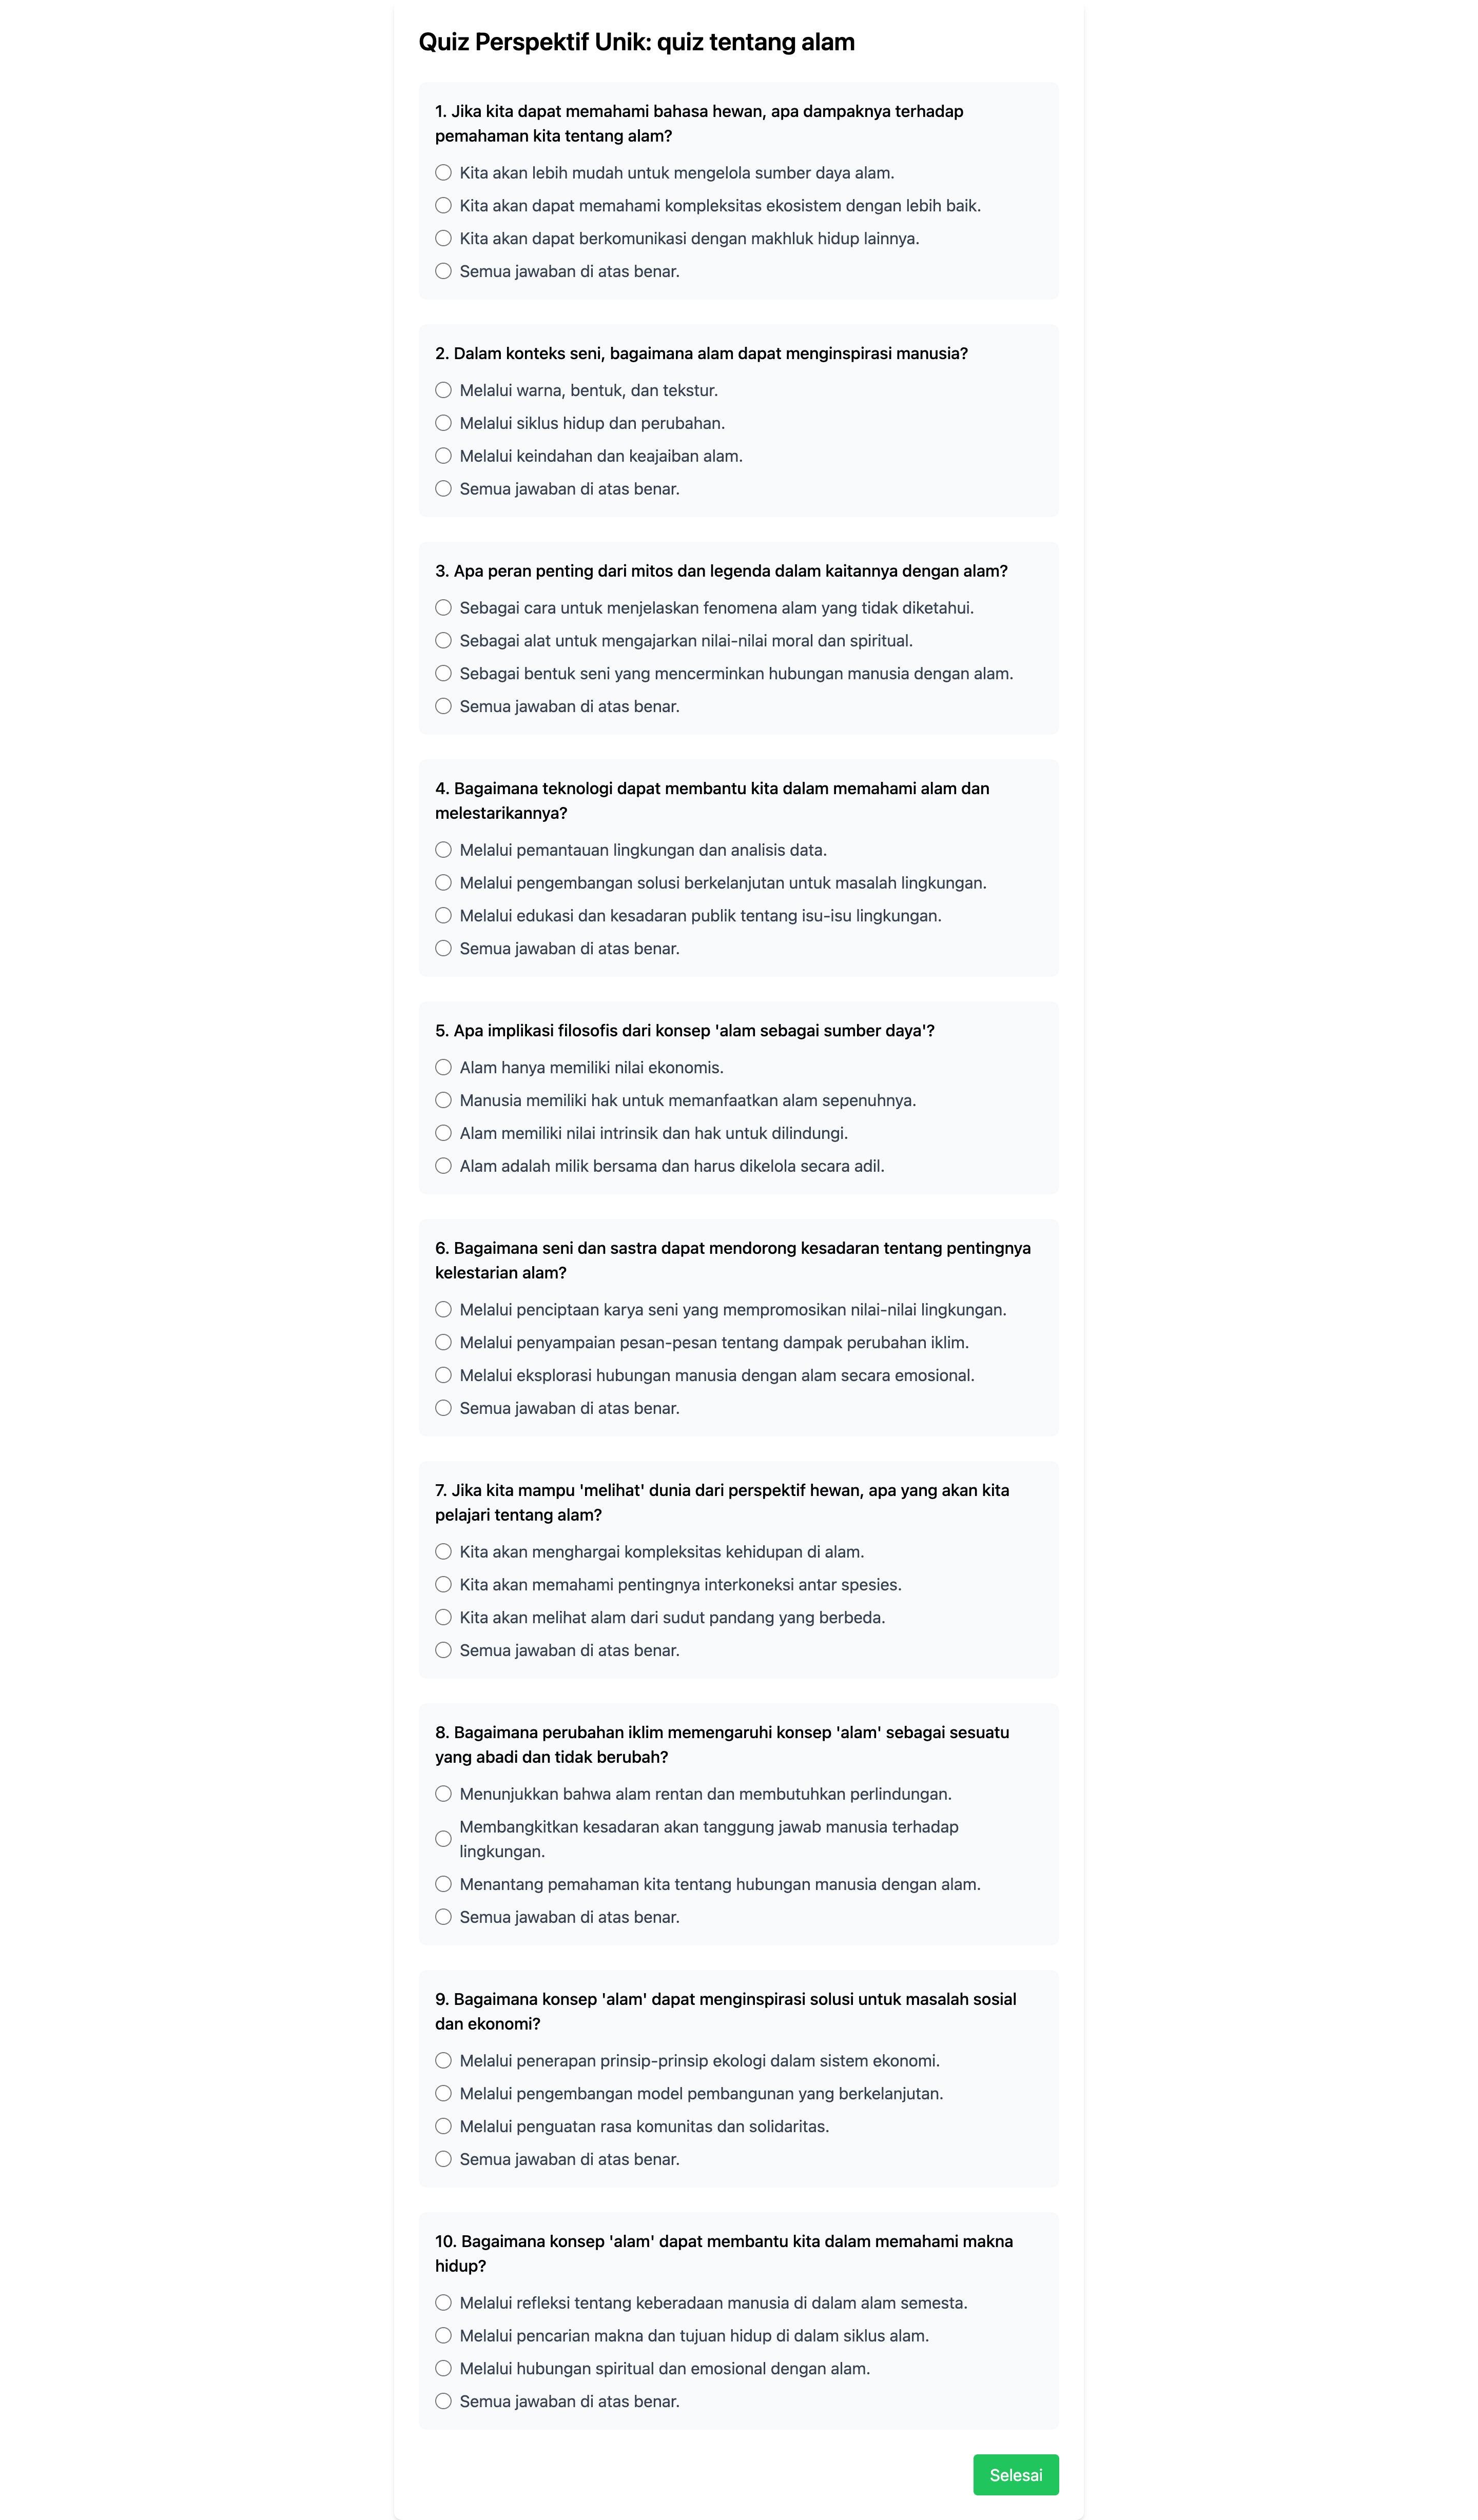 Quiz Perspektif Unik: quiz tentang alam
1. Jika kita dapat memahami bahasa hewan, apa dampaknya terhadap
pemahaman kita tentang alam?
Kita akan lebih mudah untuk mengelola sumber daya alam.
Kita akan dapat memahami kompleksitas ekosistem dengan lebih baik.
Kita akan dapat berkomunikasi dengan makhluk hidup lainnya.
Semua jawaban di atas benar.
2. Dalam konteks seni, bagaimana alam dapat menginspirasi manusia?
Melalui warna, bentuk, dan tekstur.
Melalui siklus hidup dan perubahan.
Melalui keindahan dan keajaiban alam.
Semua jawaban di atas benar.
3. Apa peran penting dari mitos dan legenda dalam kaitannya dengan alam?
Sebagai cara untuk menjelaskan fenomena alam yang tidak diketahui.
Sebagai alat untuk mengajarkan nilai-nilai moral dan spiritual.
Sebagai bentuk seni yang mencerminkan hubungan manusia dengan alam.
Semua jawaban di atas benar.
4. Bagaimana teknologi dapat membantu kita dalam memahami alam dan
melestarikannya?
Melalui pemantauan lingkungan dan analisis data.
Melalui pengembangan solusi berkelanjutan untuk masalah lingkungan.
Melalui edukasi dan kesadaran publik tentang isu-isu lingkungan.
Semua jawaban di atas benar.
5. Apa implikasi filosofis dari konsep 'alam sebagai sumber daya'?
Alam hanya memiliki nilai ekonomis.
Manusia memiliki hak untuk memanfaatkan alam sepenuhnya.
Alam memiliki nilai intrinsik dan hak untuk dilindungi.
Alam adalah milik bersama dan harus dikelola secara adil.
6. Bagaimana seni dan sastra dapat mendorong kesadaran tentang pentingnya
kelestarian alam?
Melalui penciptaan karya seni yang mempromosikan nilai-nilai lingkungan.
Melalui penyampaian pesan-pesan tentang dampak perubahan iklim.
Melalui eksplorasi hubungan manusia dengan alam secara emosional.
Semua jawaban di atas benar.
7. Jika kita mampu 'melihat' dunia dari perspektif hewan, apa yang akan kita
pelajari tentang alam?
Kita akan menghargai kompleksitas kehidupan di alam.
Kita akan memahami pentingnya interkoneksi antar spesies.
Kita akan melihat alam dari sudut pandang yang berbeda.
Semua jawaban di atas benar.
8. Bagaimana perubahan iklim memengaruhi konsep 'alam' sebagai sesuatu
yang abadi dan tidak berubah?
Menunjukkan bahwa alam rentan dan membutuhkan perlindungan.
Membangkitkan kesadaran akan tanggung jawab manusia terhadap
lingkungan.
Menantang pemahaman kita tentang hubungan manusia dengan alam.
Semua jawaban di atas benar.
9. Bagaimana konsep 'alam' dapat menginspirasi solusi untuk masalah sosial
dan ekonomi?
Melalui penerapan prinsip-prinsip ekologi dalam sistem ekonomi.
Melalui pengembangan model pembangunan yang berkelanjutan.
Melalui penguatan rasa komunitas dan solidaritas.
Semua jawaban di atas benar.
10. Bagaimana konsep 'alam' dapat membantu kita dalam memahami makna
hidup?
Melalui refleksi tentang keberadaan manusia di dalam alam semesta.
Melalui pencarian makna dan tujuan hidup di dalam siklus alam.
Melalui hubungan spiritual dan emosional dengan alam.
Semua jawaban di atas benar.
Selesai